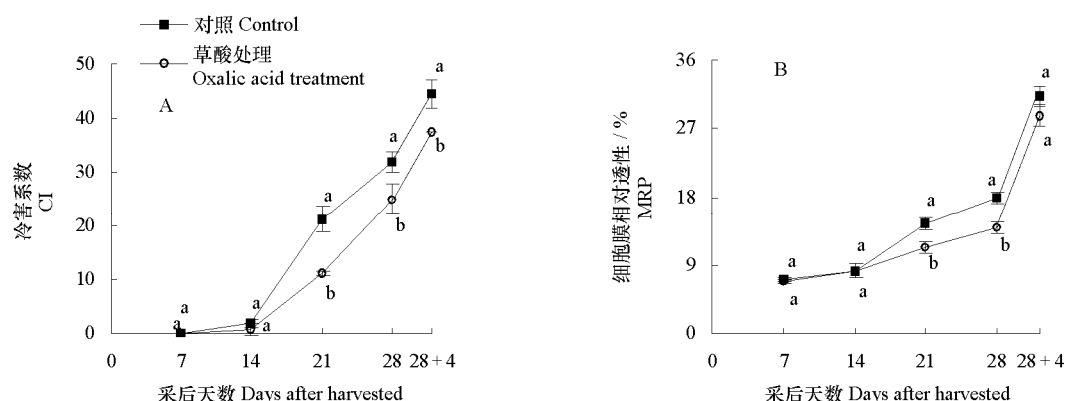 对照 Control
草酸处理
Oxalic acid treatment
A
冷害系数
CI
50
40
30
20
10
0
a
a
a
a
a
a
b
a
b
a
b
0 7 14 21 28 28 + 4
采后天数 Days after harvested
B
细胞膜相对透性 / %
MRP
36
27
18
9
0
a
a
a
a
a
b
a
b
a
a
0 7 14 21 28 28 + 4
采后天数 Days after harvested